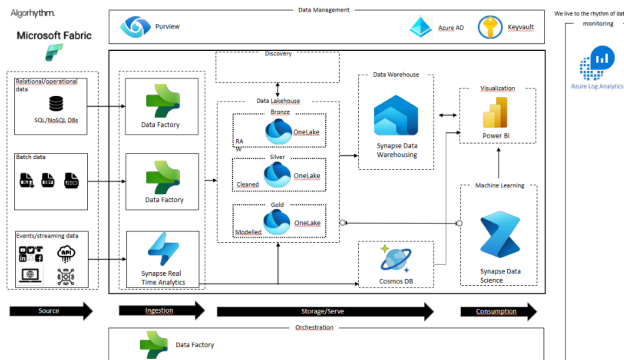 Algorhythm.
Microsoft Fabric
Data Management
Purview
Azure AD
Keyvault
We live to the rhythm of dat
monitoring
Azure Log Analytics
Relational/operational
data
SQL/NoSQL DBs
Batch data
Events/streaming data
API
Data Factory
Data Factory
Synapse Real
Time Analytics
Discovery
Data Lakehouse
Bronze
RA
W
OneLake
Silver
Cleaned
OneLake
Gold
Modelled
OneLake
Data Warehouse
Synapse Data
Warehousing
Cosmos DB
Visualization
Power BI
Machine Learning
Synapse Data
Science
Source
Ingestion
Storage/Serve
Consumption
Orchestration
Data Factory